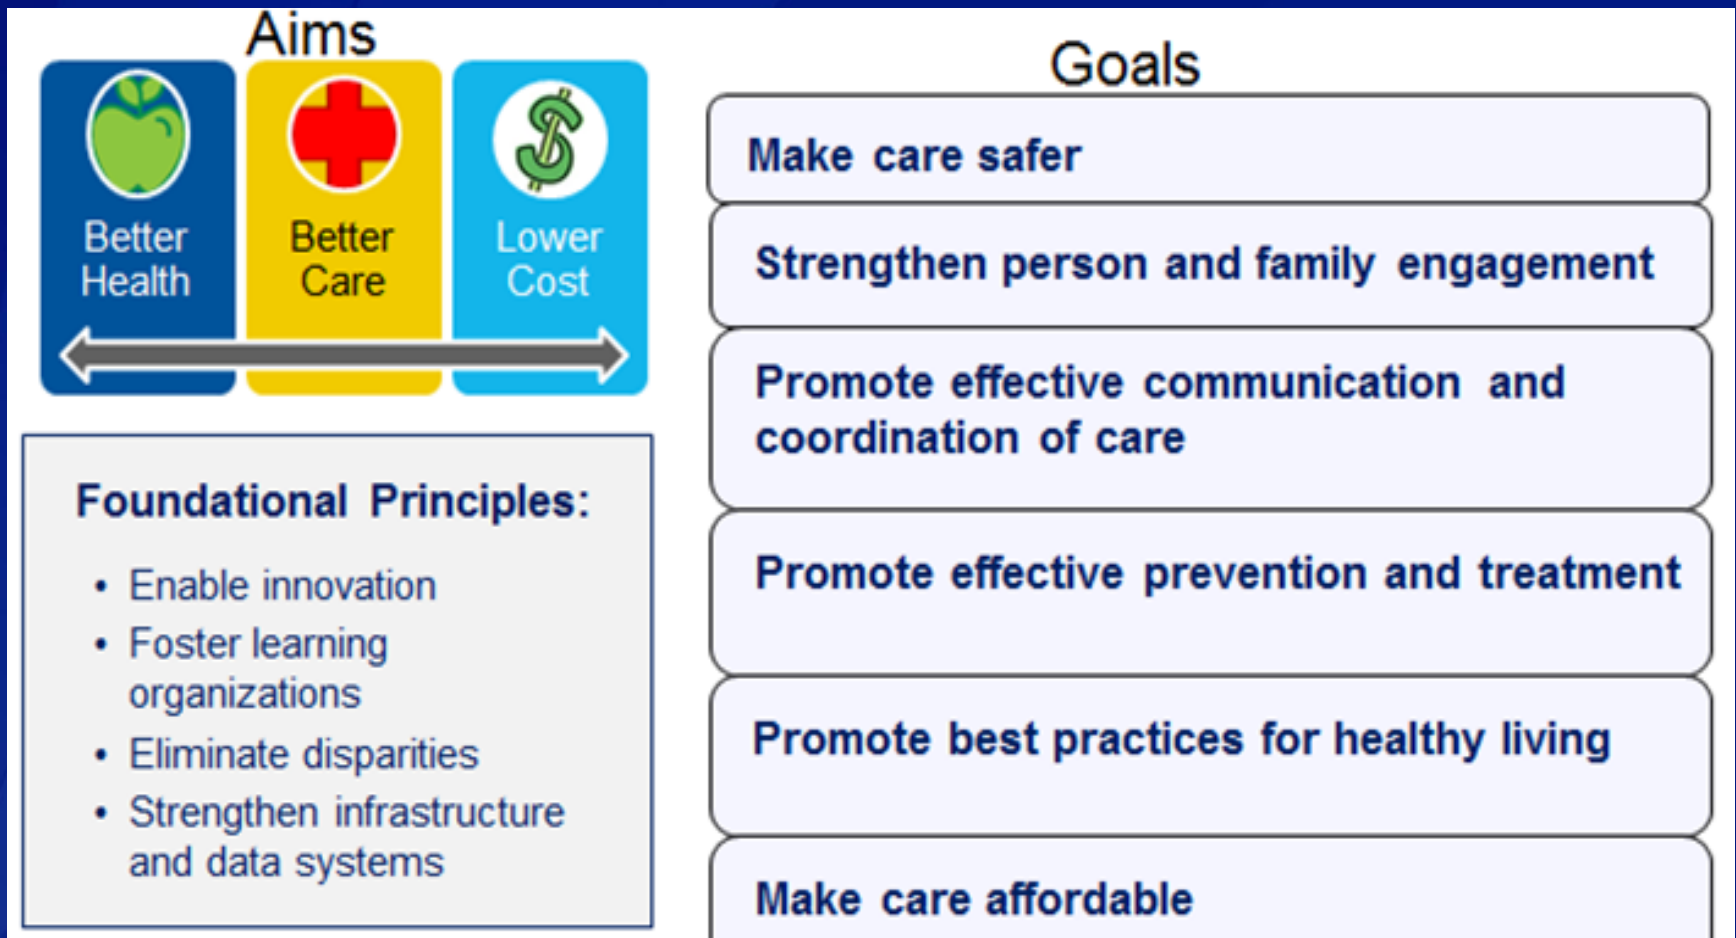 Aims
Better
Health
Better
Care
Lower
Cost
Foundational Principles:
• Enable innovation
• Foster learning
organizations
• Eliminate disparities
• Strengthen infrastructure
and data systems
Goals
Make care safer
Strengthen person and family engagement
Promote effective communication and
coordination of care
Promote effective prevention and treatment
Promote best practices for healthy living
Make care affordable